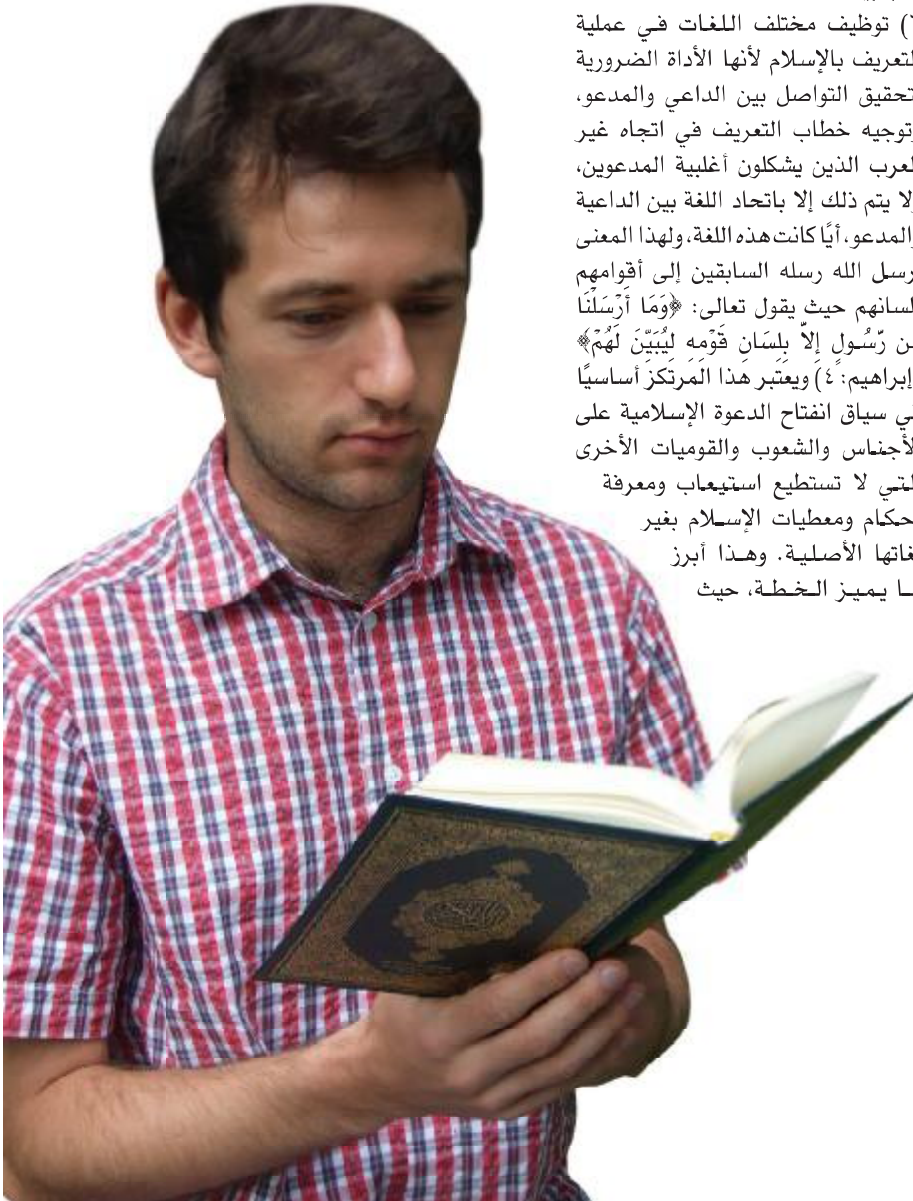 ) توظيف مختلف اللغات في عملية
لتعريف بالإسلام لأنها الأداة الضرورية
تحقيق التواصل بين الداعي والمدعو،
توجيه خطاب التعريف في اتجاه غير
لعرب الذين يشكلون أغلبية المدعوين،
لا يتم ذلك إلا باتحاد اللغة بين الداعية
المدعو، أيًا كانت هذه اللغة، ولهذا المعنى
رسل الله رسله السابقين إلى أقوامهم
لسانهم حيث يقول تعالى: ﴿وَمَا أَرْسَلْنَا
ن رَّسُولٍ إِلاَّ بِلِسَانِ قَوْمِهِ لِيُبَيِّنَ لَهُمْ﴾
إبراهيم: ٤) ويعتبر هذا المرتكز أساسيًا
ي سياق انفتاح الدعوة الإسلامية على
لأجناس والشعوب والقوميات الأخرى
لتي لا تستطيع استيعاب ومعرفة
حكام ومعطيات الإسلام بغير
غاتها الأصلية. وهذا أبرز
ـا يميز الخطة، حيث